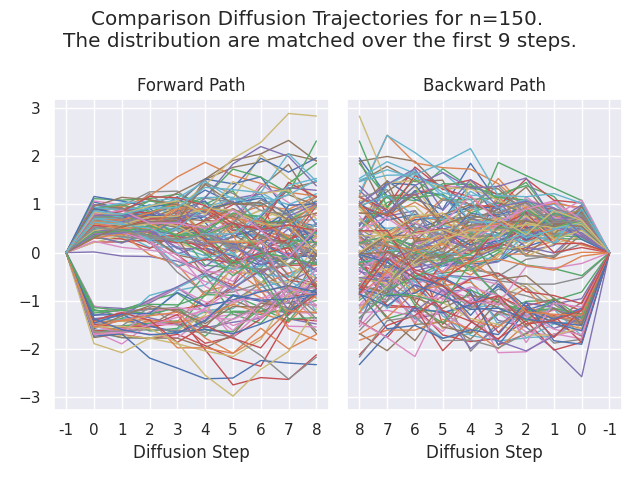 Comparison Diffusion Trajectories for n=150.
The distribution are matched over the first 9 steps.
Forward Path
Backward Path
3
2
1
0
−1
−2
−3
-1 0 1 2 3 4 5 6 7 8
8 7 6 5 4 3 2 1 0 -1
Diffusion Step
Diffusion Step